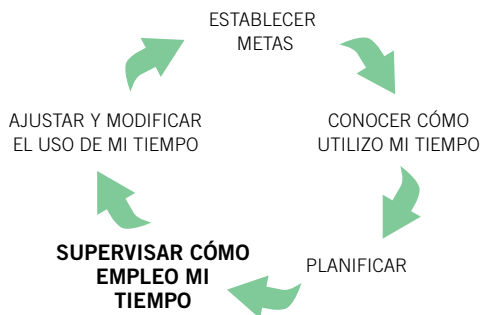 ESTABLECER
METAS
CONOCER CÓMO
UTILIZO MI TIEMPO
PLANIFICAR
SUPERVISAR CÓMO
EMPLEO MI
TIEMPO
AJUSTAR Y MODIFICAR
EL USO DE MI TIEMPO